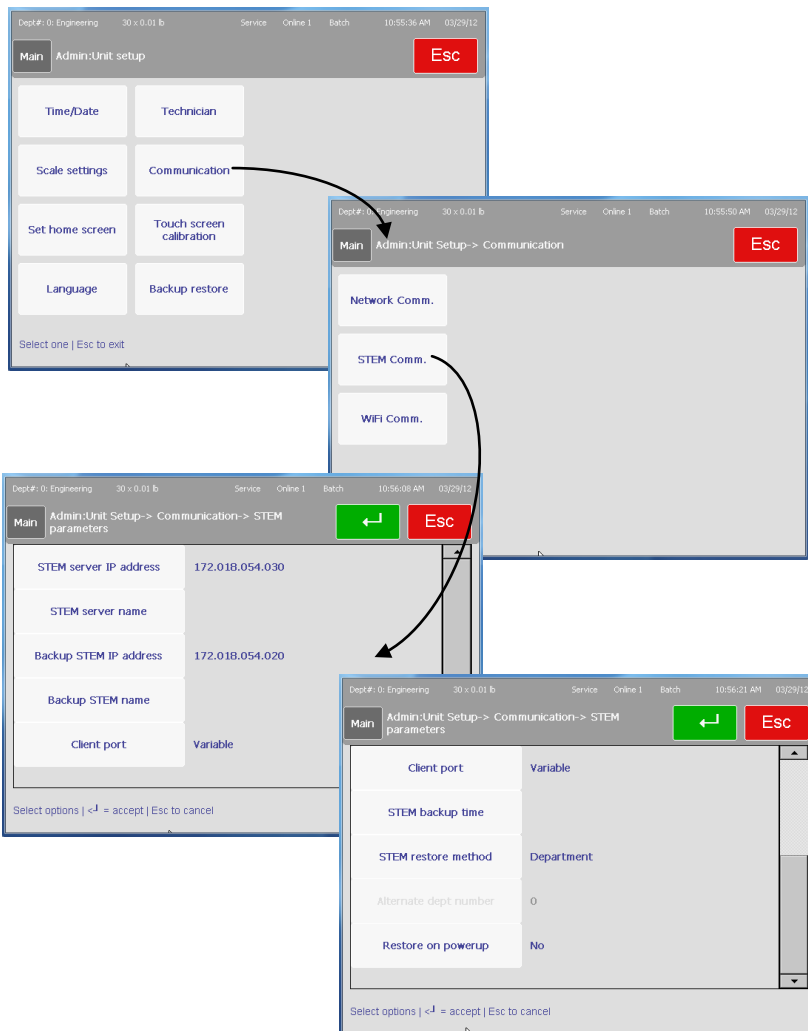 Dept#: 0: Engineering 30 x 0.01 lb Service Online 1 Batch 10:55:36 AM 03/29/12
Main Admin:Unit setup Esc
Time/Date Technician
Scale settings Communication
Set home screen Touch screen calibration
Language Backup restore
Select one | Esc to exit
Dept#: 0: Engineering 30 x 0.01 lb Service Online 1 Batch 10:55:50 AM 03/29/12
Main Admin:Unit Setup-> Communication Esc
Network Comm.
STEM Comm.
WiFi Comm.
Dept#: 0: Engineering 30 x 0.01 lb Service Online 1 Batch 10:56:08 AM 03/29/12
Main Admin:Unit Setup-> Communication-> STEM parameters Esc
STEM server IP address 172.018.054.030
STEM server name
Backup STEM IP address 172.018.054.020
Backup STEM name
Client port Variable
Select options | <┘ = accept | Esc to cancel
Dept#: 0: Engineering 30 x 0.01 lb Service Online 1 Batch 10:56:21 AM 03/29/12
Main Admin:Unit Setup-> Communication-> STEM parameters Esc
Client port Variable
STEM backup time
STEM restore method Department
Alternate dept number 0
Restore on powerup No
Select options | <┘ = accept | Esc to cancel